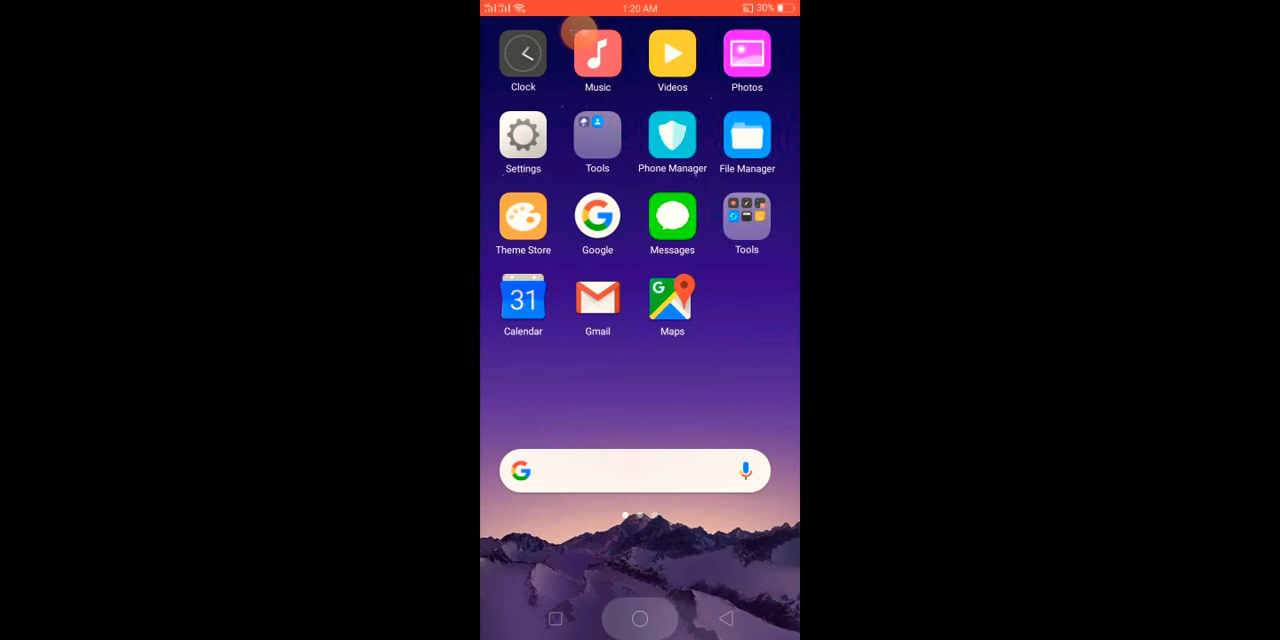 1:20 AM 30%
Clock Music Videos Photos
Settings Tools Phone Manager File Manager
Theme Store Google Messages Tools
31
Calendar Gmail Maps